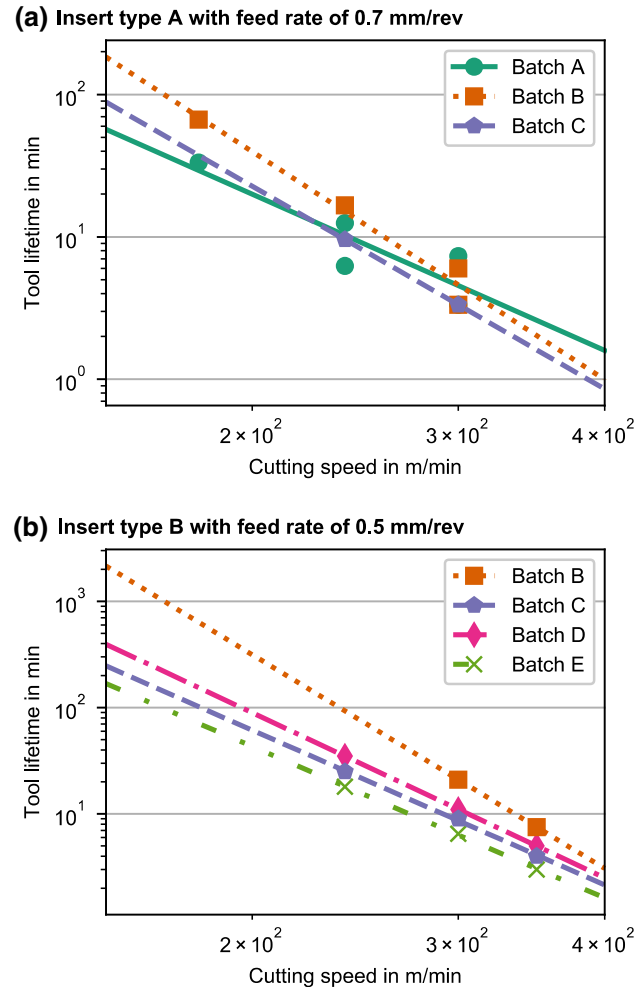 (a) Insert type A with feed rate of 0.7 mm/rev
Tool lifetime in min
10²
10¹
10⁰
Batch A
Batch B
Batch C
2 × 10² 3 × 10² 4 × 10²
Cutting speed in m/min
(b) Insert type B with feed rate of 0.5 mm/rev
Tool lifetime in min
10³
10²
10¹
Batch B
Batch C
Batch D
Batch E
2 × 10² 3 × 10² 4 × 10²
Cutting speed in m/min